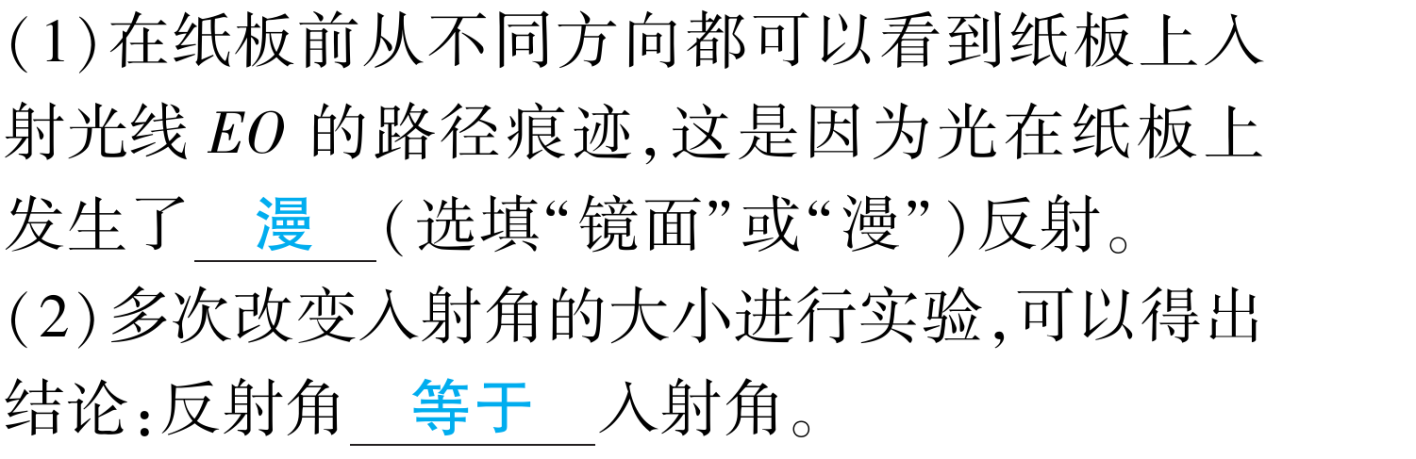 (1)在纸板前从不同方向都可以看到纸板上入
射光线 EO 的路径痕迹,这是因为光在纸板上
发生了 漫 (选填“镜面”或“漫”)反射。
(2)多次改变入射角的大小进行实验,可以得出
结论:反射角 等于 入射角。